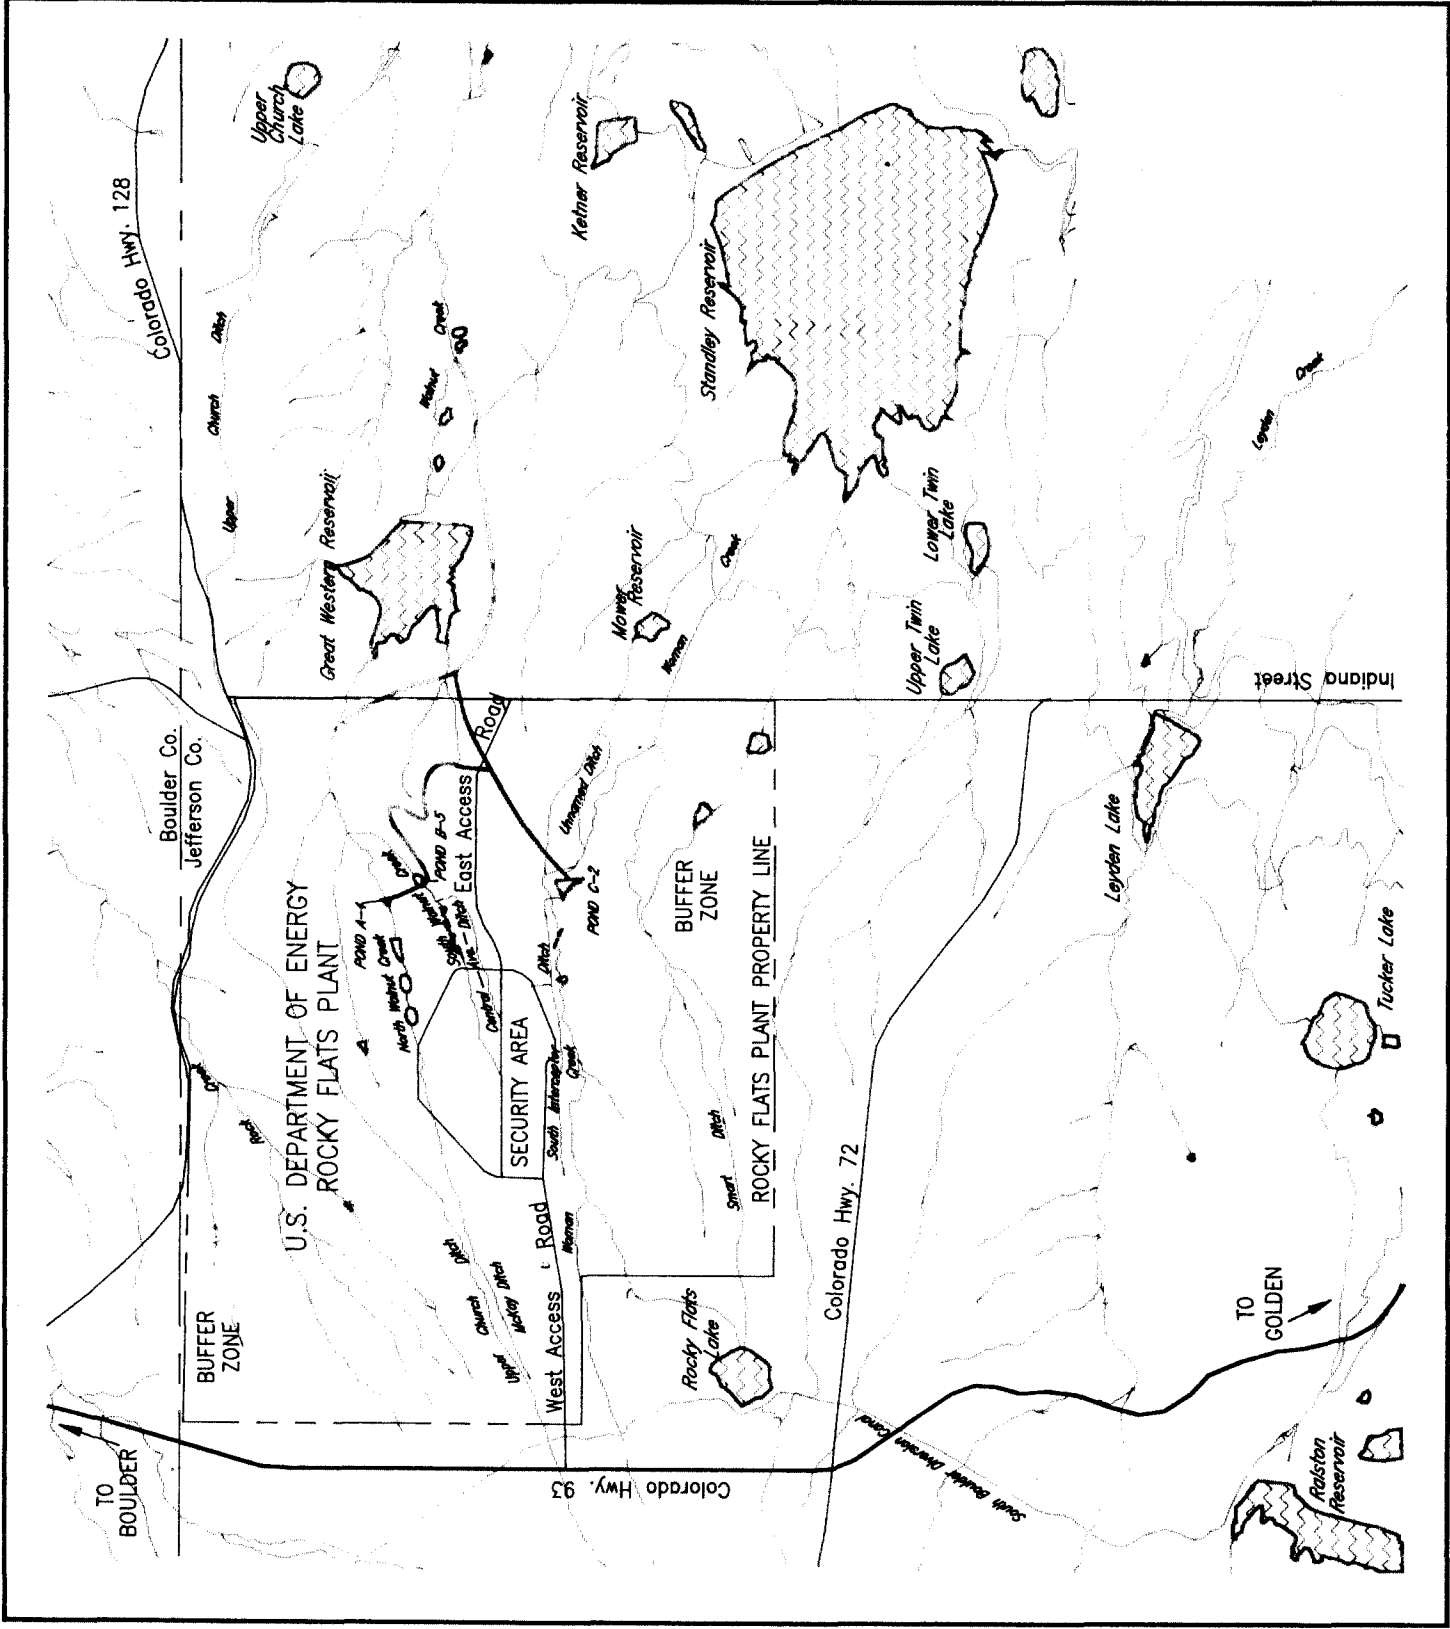 TO
BOULDER
BUFFER
ZONE
Boulder Co.
Jefferson Co.
Colorado Hwy. 128
Upper
Church
Lake
Upper
Church
Ditch
Rock
Creek
U.S. DEPARTMENT OF ENERGY
ROCKY FLATS PLANT
Great Western Reservoir
Walnut
Creek
POND A-4
North Walnut Creek
South Walnut
Creek
POND B-5
Central Ave. Ditch
East Access
Road
Upper
Church
Ditch
McKay Ditch
West Access
Road
SECURITY AREA
South Interceptor
Ditch
Woman
Creek
POND C-2
Unnamed Ditch
Mower
Reservoir
Woman
Creek
Ketner Reservoir
Standley Reservoir
Colorado Hwy. 93
Rocky Flats
Lake
Smart
Ditch
BUFFER
ZONE
ROCKY FLATS PLANT PROPERTY LINE
Colorado Hwy. 72
Upper Twin
Lake
Lower Twin
Lake
South Boulder Diversion Canal
Leyden Lake
Leyden
Creek
Indiana Street
TO
GOLDEN
Ralston
Reservoir
Tucker Lake